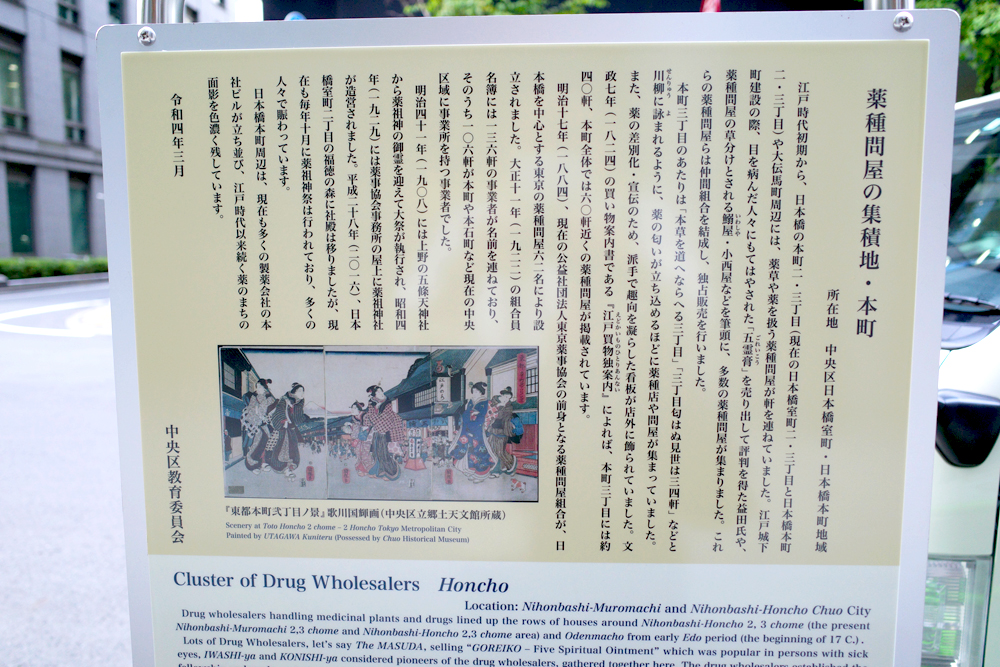 薬種問屋の集積地・本町
所在地　中央区日本橋室町・日本橋本町地域
江戸時代初期から、日本橋の本町二・三丁目（現在の日本橋室町二・三丁目と日本橋本町
二・三丁目）や大伝馬町周辺には、薬草や薬を扱う薬種問屋が軒を連ねていました。江戸城下
町建設の際、目を病んだ人々にもてはやされた「五霊膏」を売り出して評判を得た益田氏や、
薬種問屋の草分けとされる鰯屋・小西屋などを筆頭に、多数の薬種問屋が集まりました。これ
らの薬種問屋らは仲間組合を結成し、独占販売を行いました。
本町三丁目のあたりは「本草を道へならへる三丁目」「三丁目匂はぬ見世は三四軒」などと
川柳に詠まれるように、薬の匂いが立ち込めるほどに薬種店や問屋が集まっていました。
また、薬の差別化・宣伝のため、派手で趣向を凝らした看板が店外に飾られていました。文
政七年（一八二四）の買い物案内書である『江戸買物独案内』によれば、本町三丁目には約
四〇軒、本町全体では六〇軒近くの薬種問屋が掲載されています。
明治十七年（一八八四）、現在の公益社団法人東京薬事協会の前身となる薬種問屋組合が、日
本橋を中心とする東京の薬種問屋六二名により設
立されました。大正十一年（一九二二）の組合員
名簿には一三六軒の事業者が名前を連ねており、
そのうち一〇六軒が本町や本石町など現在の中央
区域に事業所を持つ事業者でした。
明治四十一年（一九〇八）には上野の五條天神社
から薬祖神の御霊を迎えて大祭が執行され、昭和四
年（一九二九）には薬事協会事務所の屋上に薬祖神社
が造営されました。平成二十八年（二〇一六）、日本
橋室町二丁目の福徳の森に社殿は移りましたが、現
在も毎年十月に薬祖神祭は行われており、多くの
人々で賑わっています。
日本橋本町周辺は、現在も多くの製薬会社の本
社ビルが立ち並び、江戸時代以来続く薬のまちの
面影を色濃く残しています。
令和四年三月
中央区教育委員会
『東都本町弐丁目ノ景』歌川国輝画（中央区立郷土天文館所蔵）
Scenery at Toto Honcho 2 chome – 2 Honcho Tokyo Metropolitan City
Painted by UTAGAWA Kuniteru (Possessed by Chuo Historical Museum)
Cluster of Drug Wholesalers Honcho
Location: Nihonbashi-Muromachi and Nihonbashi-Honcho Chuo City
Drug wholesalers handling medicinal plants and drugs lined up the rows of houses around Nihonbashi-Honcho 2, 3 chome (the present
Nihonbashi-Muromachi 2,3 chome and Nihonbashi-Honcho 2,3 chome area) and Odenmacho from early Edo period (the beginning of 17 C.).
Lots of Drug Wholesalers, let's say The MASUDA, selling "GOREIKO – Five Spiritual Ointment" which was popular in persons with sick
eyes, IWASHI-ya and KONISHI-ya considered pioneers of the drug wholesalers, gathered together here. The drug wholesalers established the